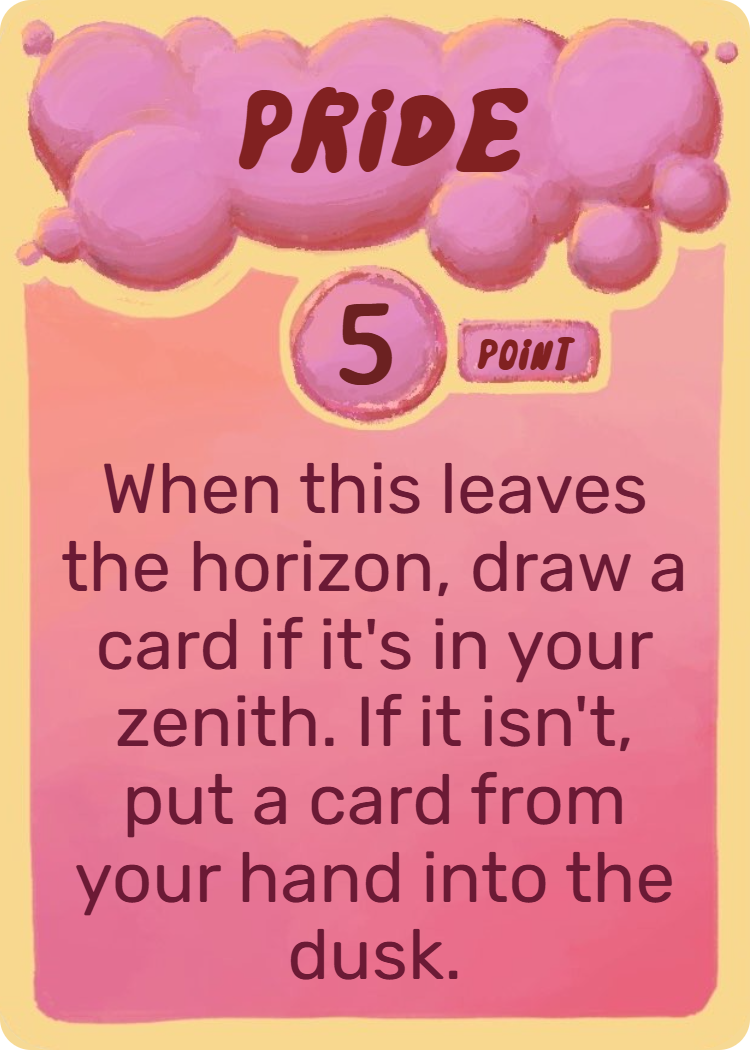 PRIDE
5
POINT
When this leaves
the horizon, draw a
card if it's in your
zenith. If it isn't,
put a card from
your hand into the
dusk.